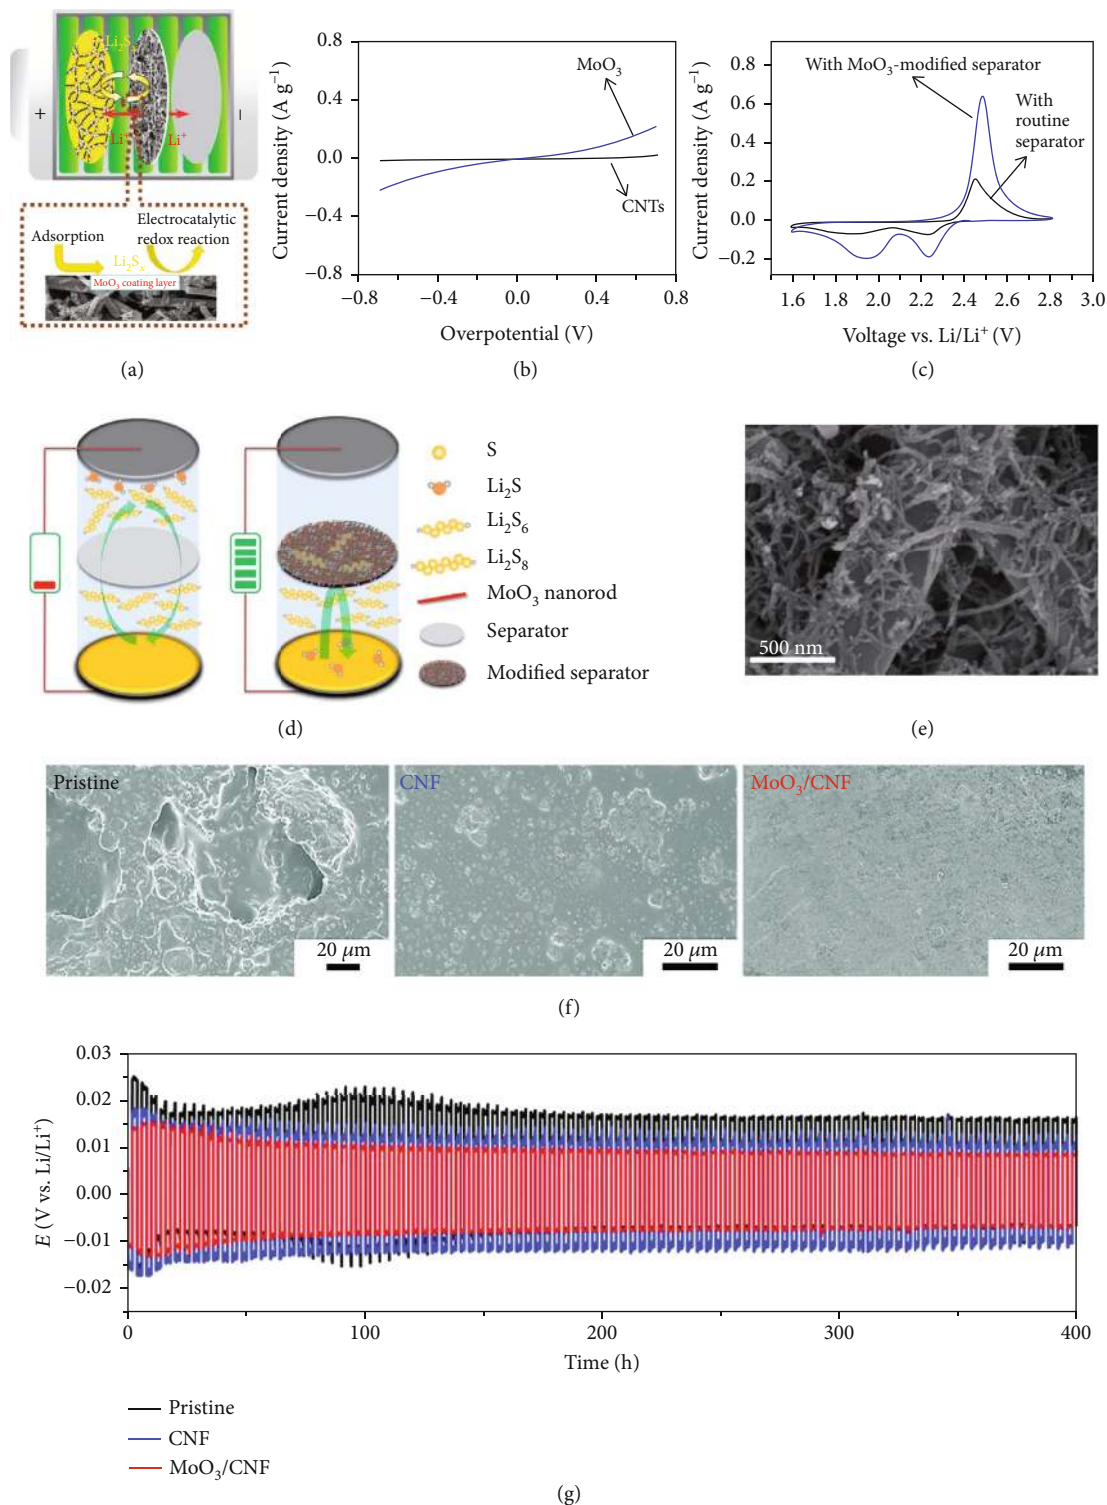 Li₂Sₓ
+
−
Li⁺
Li⁺
Adsorption
Electrocatalytic
redox reaction
Li₂Sₓ
MoO₃ coating layer
(a)
Current density (A g⁻¹)
0.8
0.4
0.0
−0.4
−0.8
MoO₃
CNTs
−0.8 −0.4 0.0 0.4 0.8
Overpotential (V)
(b)
Current density (A g⁻¹)
0.8
0.6
0.4
0.2
0.0
−0.2
With MoO₃-modified separator
With
routine
separator
1.6 2.0 2.2 2.4 2.6 2.8 3.0
Voltage vs. Li/Li⁺ (V)
(c)
S
Li₂S
Li₂S₆
Li₂S₈
MoO₃ nanorod
Separator
Modified separator
(d)
500 nm
(e)
Pristine
20 μm
CNF
20 μm
MoO₃/CNF
20 μm
(f)
E (V vs. Li/Li⁺)
0.03
0.02
0.01
0.00
−0.01
−0.02
0 100 200 300 400
Time (h)
Pristine
CNF
MoO₃/CNF
(g)